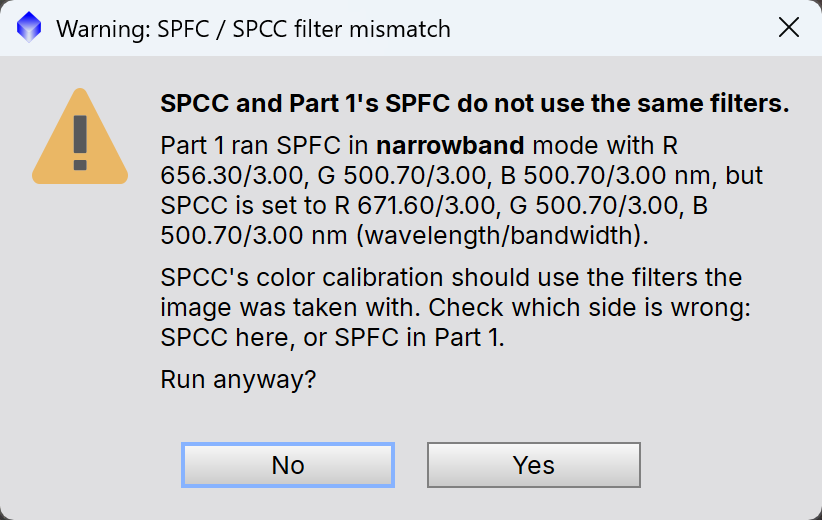 Warning: SPFC / SPCC filter mismatch
SPCC and Part 1's SPFC do not use the same filters.
Part 1 ran SPFC in narrowband mode with R
656.30/3.00, G 500.70/3.00, B 500.70/3.00 nm, but
SPCC is set to R 671.60/3.00, G 500.70/3.00, B
500.70/3.00 nm (wavelength/bandwidth).
SPCC's color calibration should use the filters the
image was taken with. Check which side is wrong:
SPCC here, or SPFC in Part 1.
Run anyway?
No
Yes